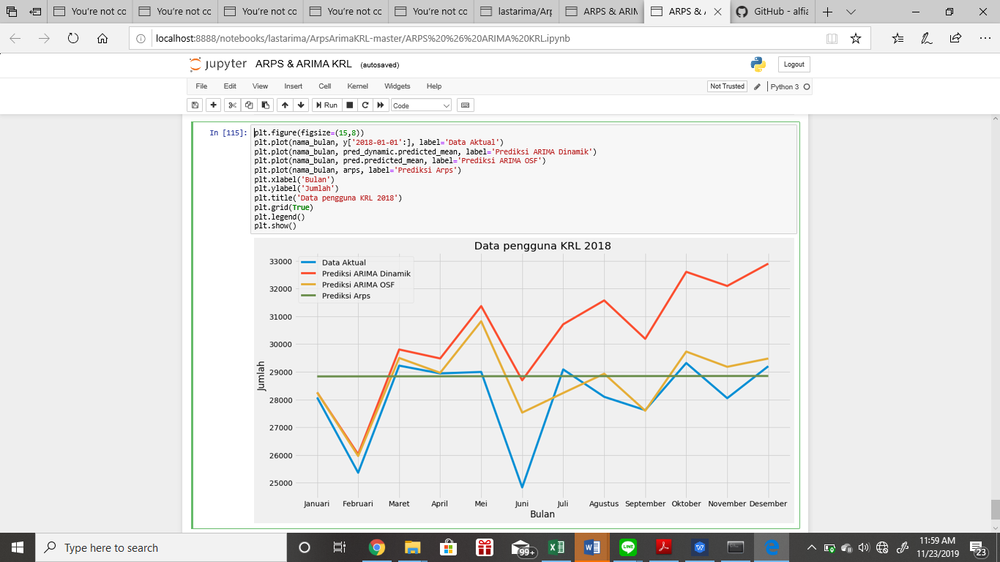 You're not co
You're not co
You're not co
You're not co
You're not co
lastarima/Arp
ARPS & ARIM
ARPS & A
GitHub - alfia
localhost:8888/notebooks/lastarima/ArpsArimaKRL-master/ARPS%20%26%20ARIMA%20KRL.ipynb
jupyter ARPS & ARIMA KRL (autosaved)
Logout
File Edit View Insert Cell Kernel Widgets Help
Not Trusted Python 3
Run Code
In [115]:
plt.figure(figsize=(15,8))
plt.plot(nama_bulan, y['2018-01-01':], label='Data Aktual')
plt.plot(nama_bulan, pred_dynamic.predicted_mean, label='Prediksi ARIMA Dinamik')
plt.plot(nama_bulan, pred.predicted_mean, label='Prediksi ARIMA OSF')
plt.plot(nama_bulan, arps, label='Prediksi Arps')
plt.xlabel('Bulan')
plt.ylabel('Jumlah')
plt.title('Data pengguna KRL 2018')
plt.grid(True)
plt.legend()
plt.show()
Data pengguna KRL 2018
Data Aktual
Prediksi ARIMA Dinamik
Prediksi ARIMA OSF
Prediksi Arps
33000
32000
31000
30000
29000
28000
27000
26000
25000
Jumlah
Januari Februari Maret April Mei Juni Juli Agustus September Oktober November Desember
Bulan
Type here to search
99+
11:59 AM
11/23/2019
23